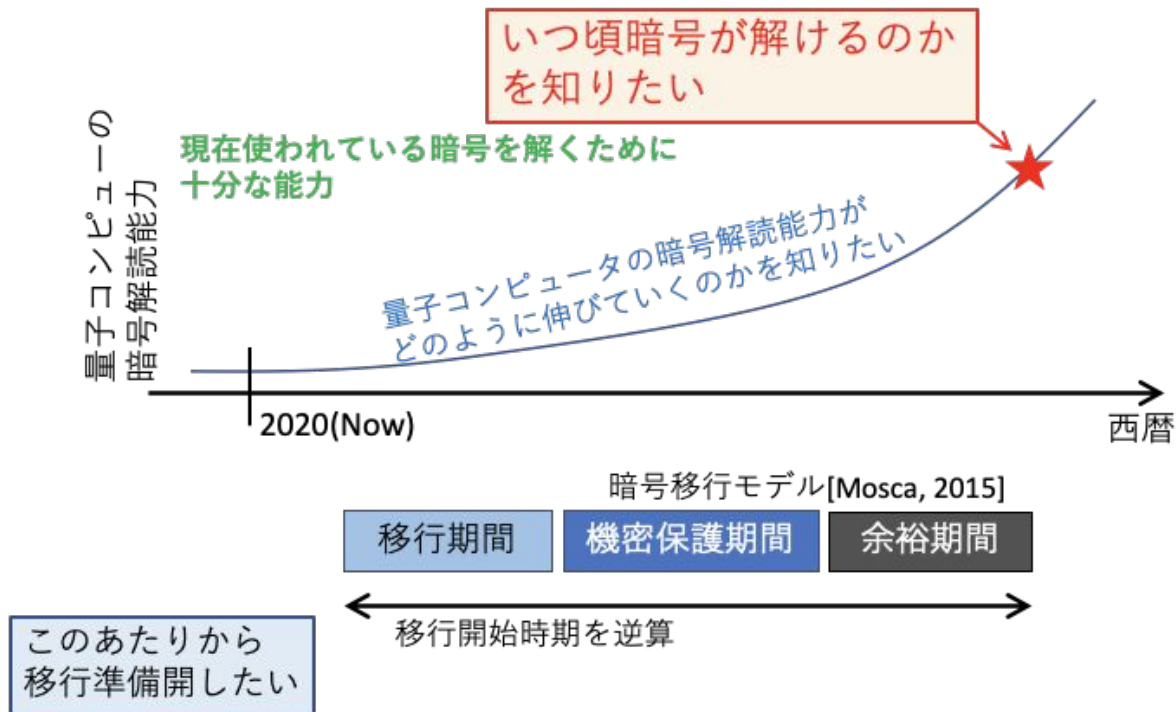 いつ頃暗号が解けるのか
を知りたい
現在使われている暗号を解くために
十分な能力
量子コンピューの
暗号解読能力
量子コンピュータの暗号解読能力が
どのように伸びていくのかを知りたい
2020(Now)
西暦
暗号移行モデル[Mosca, 2015]
移行期間
機密保護期間
余裕期間
移行開始時期を逆算
このあたりから
移行準備開したい